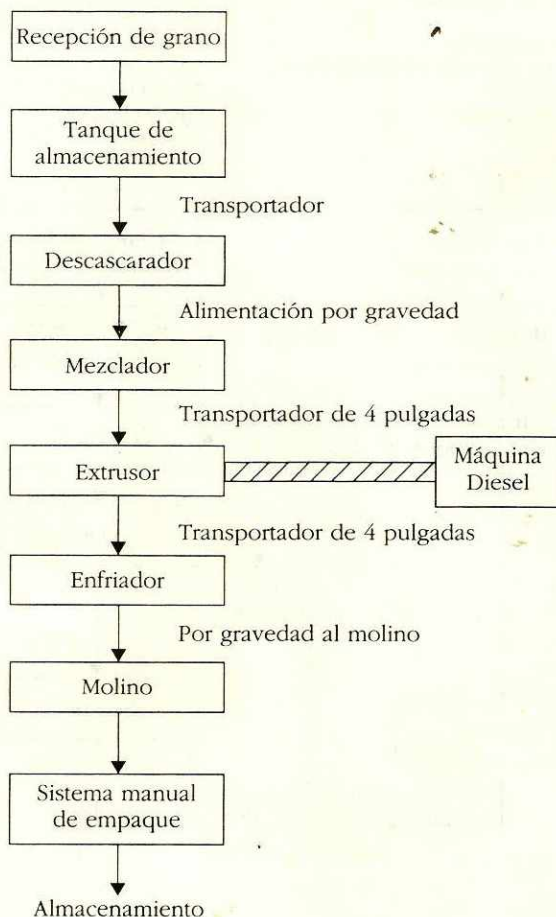 Recepción de grano
Tanque de
almacenamiento
Transportador
Descascarador
Alimentación por gravedad
Mezclador
Transportador de 4 pulgadas
Extrusor
Máquina
Diesel
Transportador de 4 pulgadas
Enfriador
Por gravedad al molino
Molino
Sistema manual
de empaque
Almacenamiento